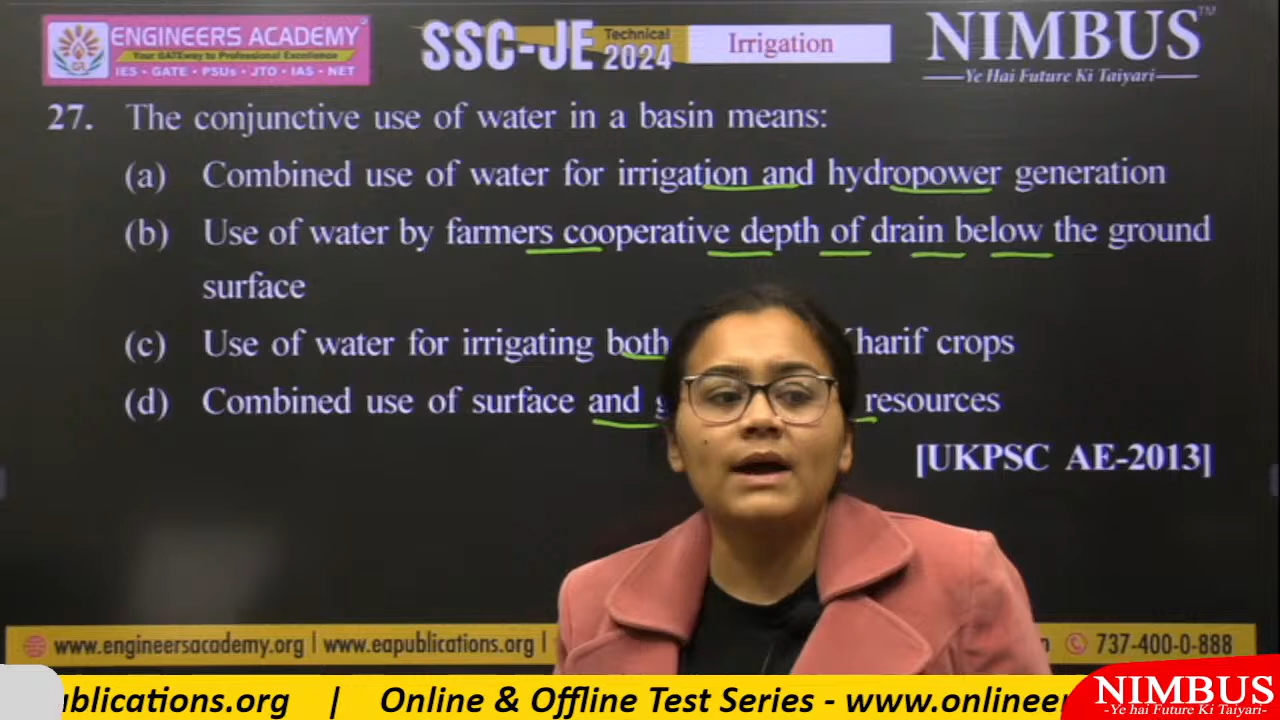 ENGINEERS ACADEMY
Your GATEway to Professional Excellence
IES • GATE • PSUs • JTO • IAS • NET
SSC-JE Technical 2024
Irrigation
NIMBUS™
Ye Hai Future Ki Taiyari
27. The conjunctive use of water in a basin means:
(a) Combined use of water for irrigation and hydropower generation
(b) Use of water by farmers cooperative depth of drain below the ground
surface
(c) Use of water for irrigating both harif crops
(d) Combined use of surface and resources
[UKPSC AE-2013]
www.engineersacademy.org | www.eapublications.org | 737-400-0-888
ublications.org | Online & Offline Test Series - www.onlineer
NIMBUS
-Ye hai Future Ki Taiyari-